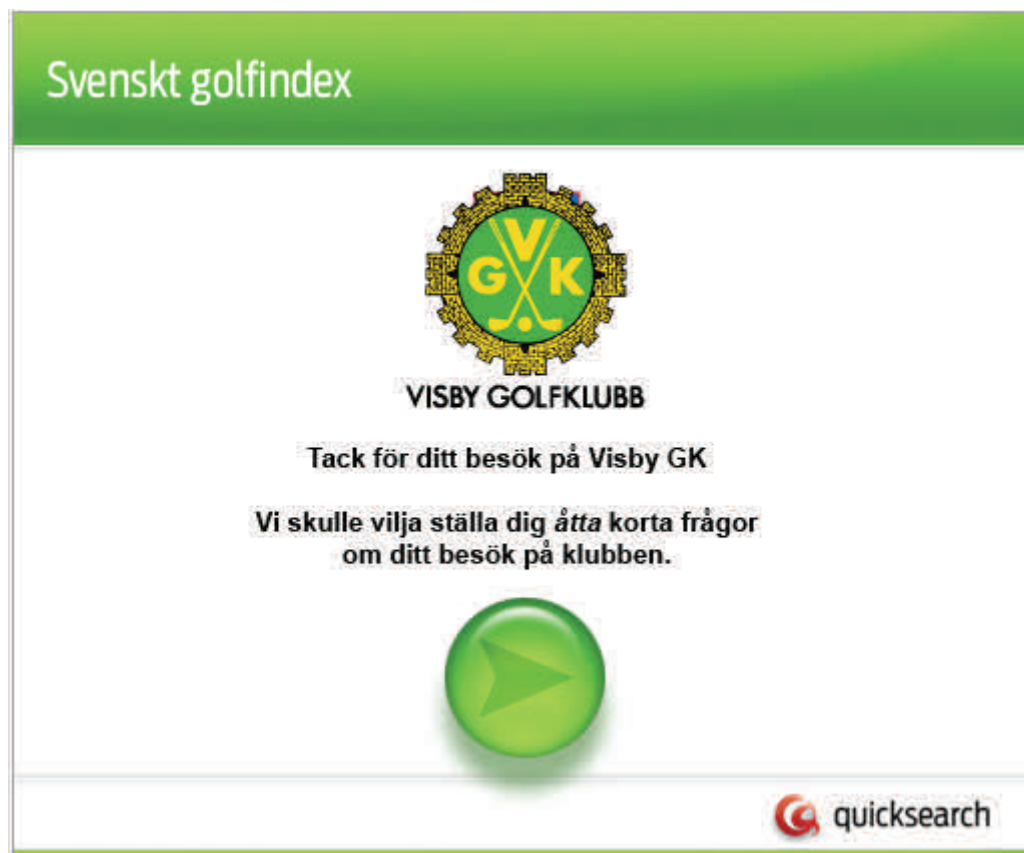 Svenskt golfindex
V
G K
VISBY GOLFKLUBB
Tack för ditt besök på Visby GK
Vi skulle vilja ställa dig åtta korta frågor
om ditt besök på klubben.
quicksearch